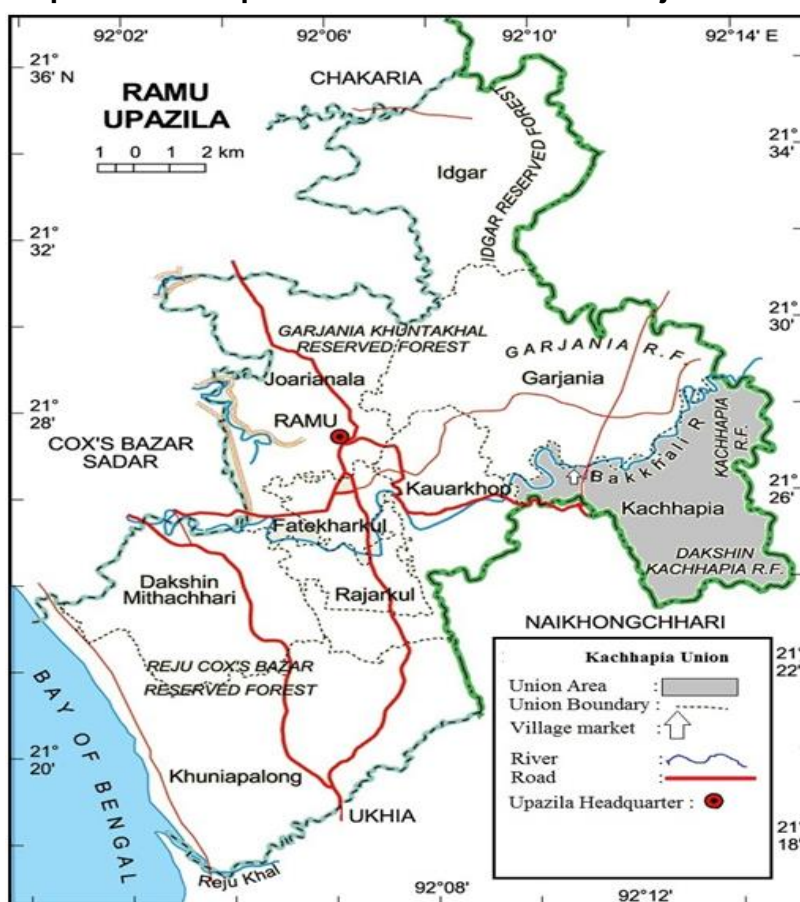 92°02'
92°06'
92°10'
92°14' E
21°
36' N
CHAKARIA
RAMU
UPAZILA
1 0 1 2 km
21°
34'
Idgar
IDGAR RESERVED FOREST
21°
32'
21°
30'
GARJANIA KHUNTAKHAL
RESERVED FOREST
GARJANIA R.F.
Joarianala
Garjania
21°
28'
RAMU
COX'S BAZAR
SADAR
Bakkhali R
KACHHAPIA
R.F.
21°
26'
Kauarkhop
Kachhapia
Fatekharkul
DAKSHIN
KACHHAPIA R.F.
Dakshin
Mithachhari
Rajarkul
NAIKHONGCHHARI
REJU COX'S BAZAR
RESERVED FOREST
BAY OF BENGAL
21°
20'
Khuniapalong
UKHIA
Reju Khal
92°08'
92°12'
Kachhapia Union
Union Area :
Union Boundary :
Village market :
River :
Road :
Upazila Headquarter :
21°
22'
21°
18'